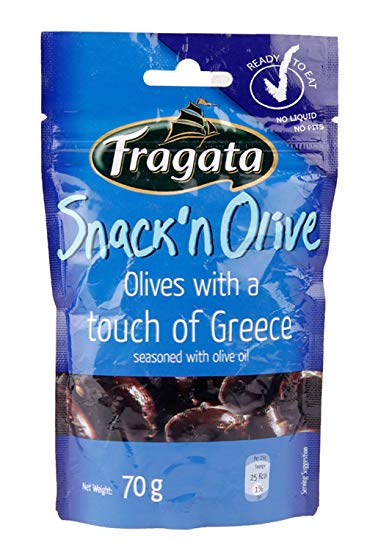 READY TO EAT
NO LIQUID
NO PITS
Fragata
Snack'n Olive
Olives with a
touch of Greece
seasoned with olive oil
Energy
25 Kcal
1%
Net Weight: 70 g
Serving Suggestion